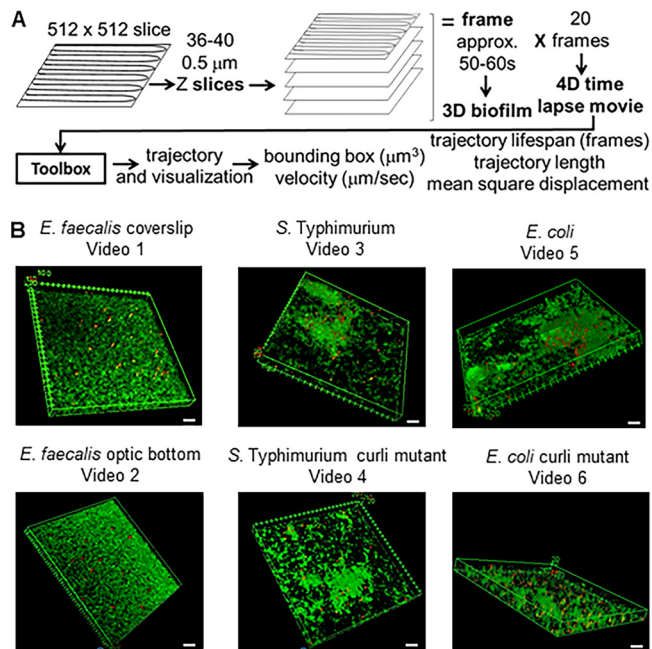 A
512 x 512 slice
36-40
0.5 μm
Z slices
= frame
approx.
50-60s
3D biofilm
20
X frames
4D time
lapse movie
Toolbox
trajectory
and visualization
bounding box (μm³)
velocity (μm/sec)
trajectory lifespan (frames)
trajectory length
mean square displacement
B
E. faecalis coverslip
Video 1
S. Typhimurium
Video 3
E. coli
Video 5
E. faecalis optic bottom
Video 2
S. Typhimurium curli mutant
Video 4
E. coli curli mutant
Video 6